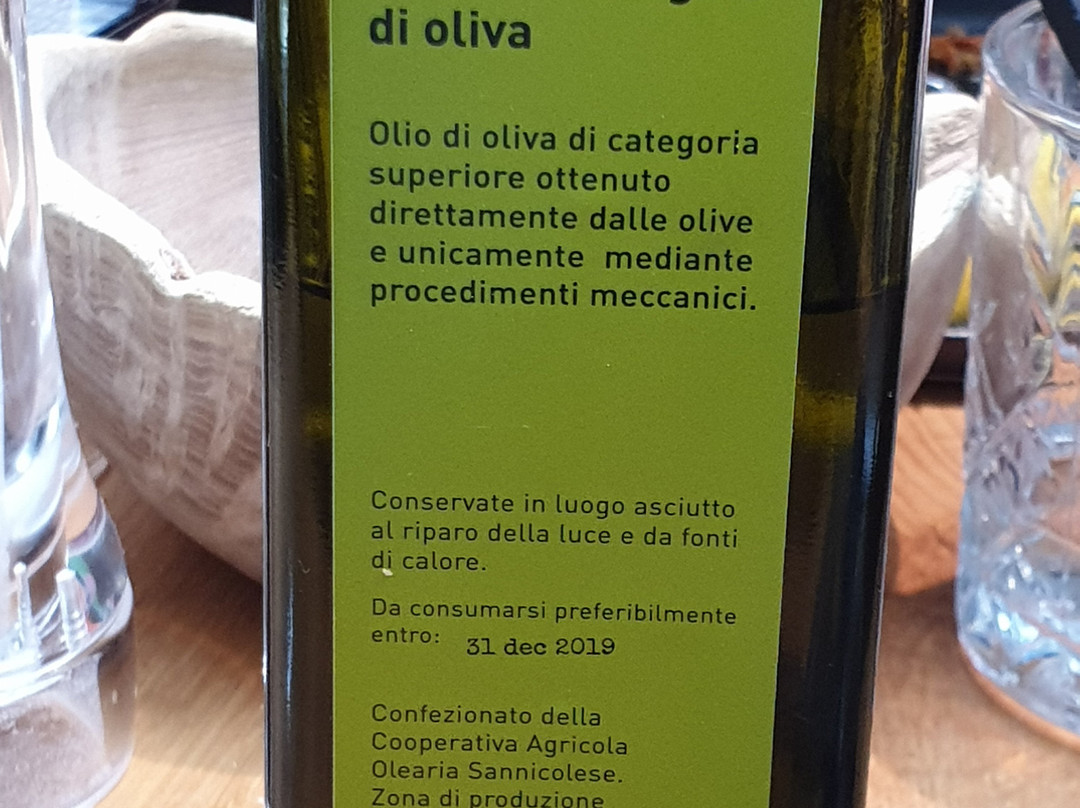 di oliva
Olio di oliva di categoria
superiore ottenuto
direttamente dalle olive
e unicamente mediante
procedimenti meccanici.
Conservate in luogo asciutto
al riparo della luce e da fonti
di calore.
Da consumarsi preferibilmente
entro: 31 dec 2019
Confezionato della
Cooperativa Agricola
Olearia Sannicolese.
Zona di produzione